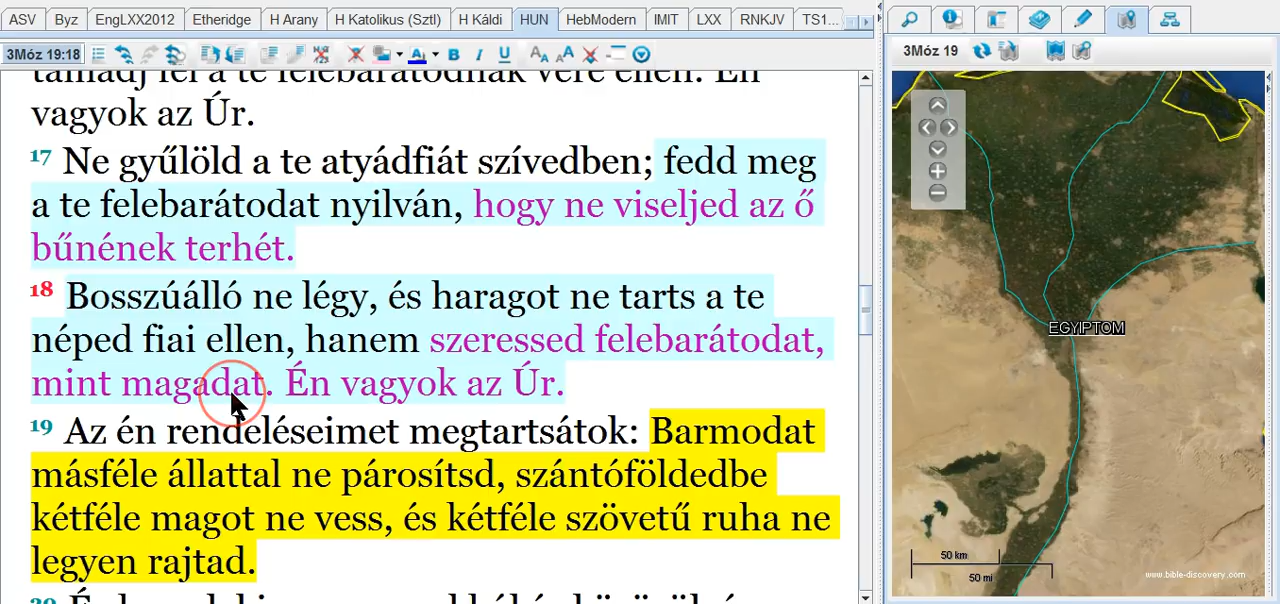 ASV Byz EngLXX2012 Etheridge H Arany H Katolikus (Sztl) H Káldi HUN HebModern IMIT LXX RNKJV TS1...
3Móz 19:18
3Móz 19
vagyok az Úr.
17 Ne gyűlöld a te atyádfiát szívedben; fedd meg
a te felebarátodat nyilván, hogy ne viseljed az ő
bűnének terhét.
18 Bosszúálló ne légy, és haragot ne tarts a te
néped fiai ellen, hanem szeressed felebarátodat,
mint magadat. Én vagyok az Úr.
19 Az én rendeléseimet megtartsátok: Barmodat
másféle állattal ne párosítsd, szántóföldedbe
kétféle magot ne vess, és kétféle szövetű ruha ne
legyen rajtad.
EGYIPTOM
50 km
50 mi
www.bible-discovery.com